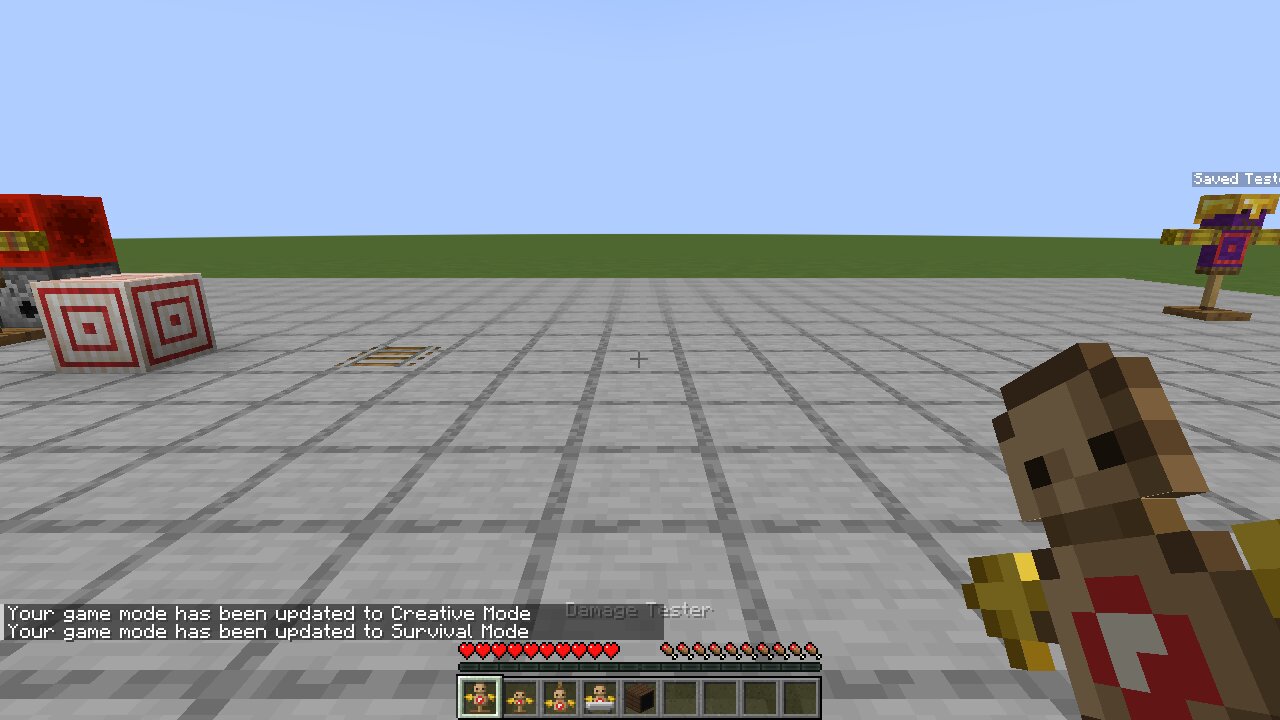 Saved Test
Your game mode has been updated to Creative Mode
Damage Tester
Your game mode has been updated to Survival Mode